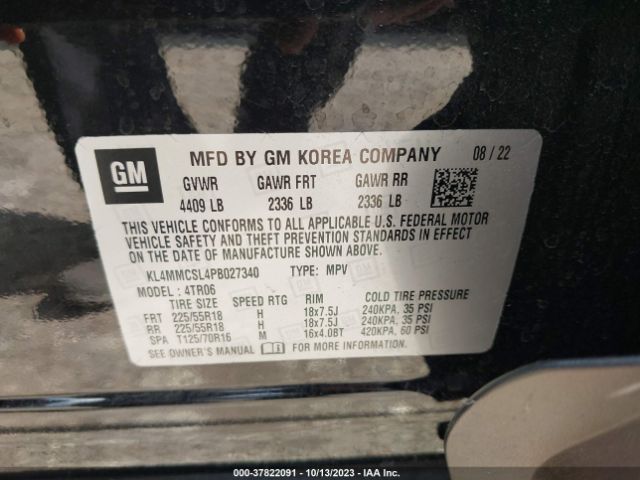 GM MFD BY GM KOREA COMPANY 08 / 22
GVWR GAWR FRT GAWR RR
4409 LB 2336 LB 2336 LB
THIS VEHICLE CONFORMS TO ALL APPLICABLE U.S. FEDERAL MOTOR
VEHICLE SAFETY AND THEFT PREVENTION STANDARDS IN EFFECT
ON THE DATE OF MANUFACTURE SHOWN ABOVE.
KL4MMCSL4PB027340 TYPE: MPV
MODEL : 4TR06
TIRE SIZE SPEED RTG RIM COLD TIRE PRESSURE
FRT 225/55R18 H 18x7.5J 240KPA, 35 PSI
RR 225/55R18 H 18x7.5J 240KPA, 35 PSI
SPA T125/70R16 M 16x4.0BT 420KPA, 60 PSI
SEE OWNER'S MANUAL FOR MORE INFORMATION
000-37822091 - 10/13/2023 - IAA Inc.